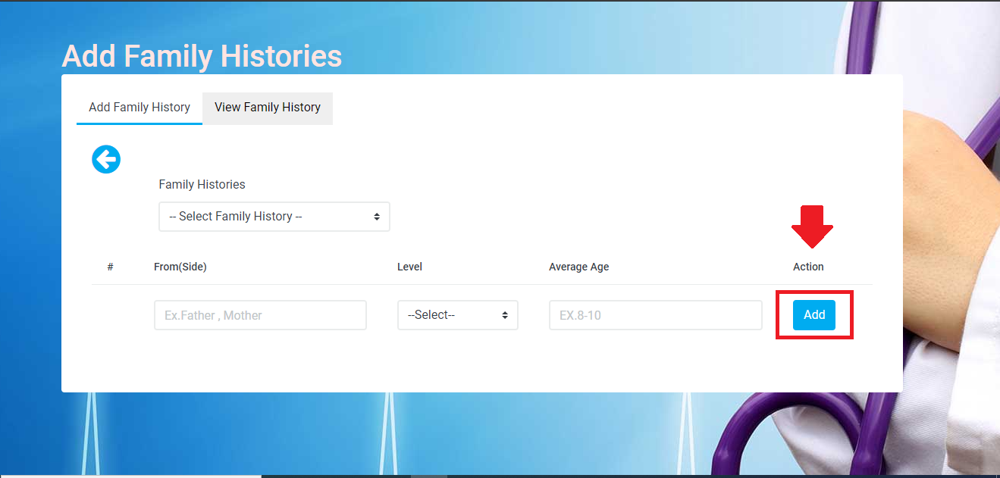 Add Family Histories
Add Family History View Family History
Family Histories
-- Select Family History --
# From(Side) Level Average Age Action
Ex.Father , Mother --Select-- EX.8-10 Add